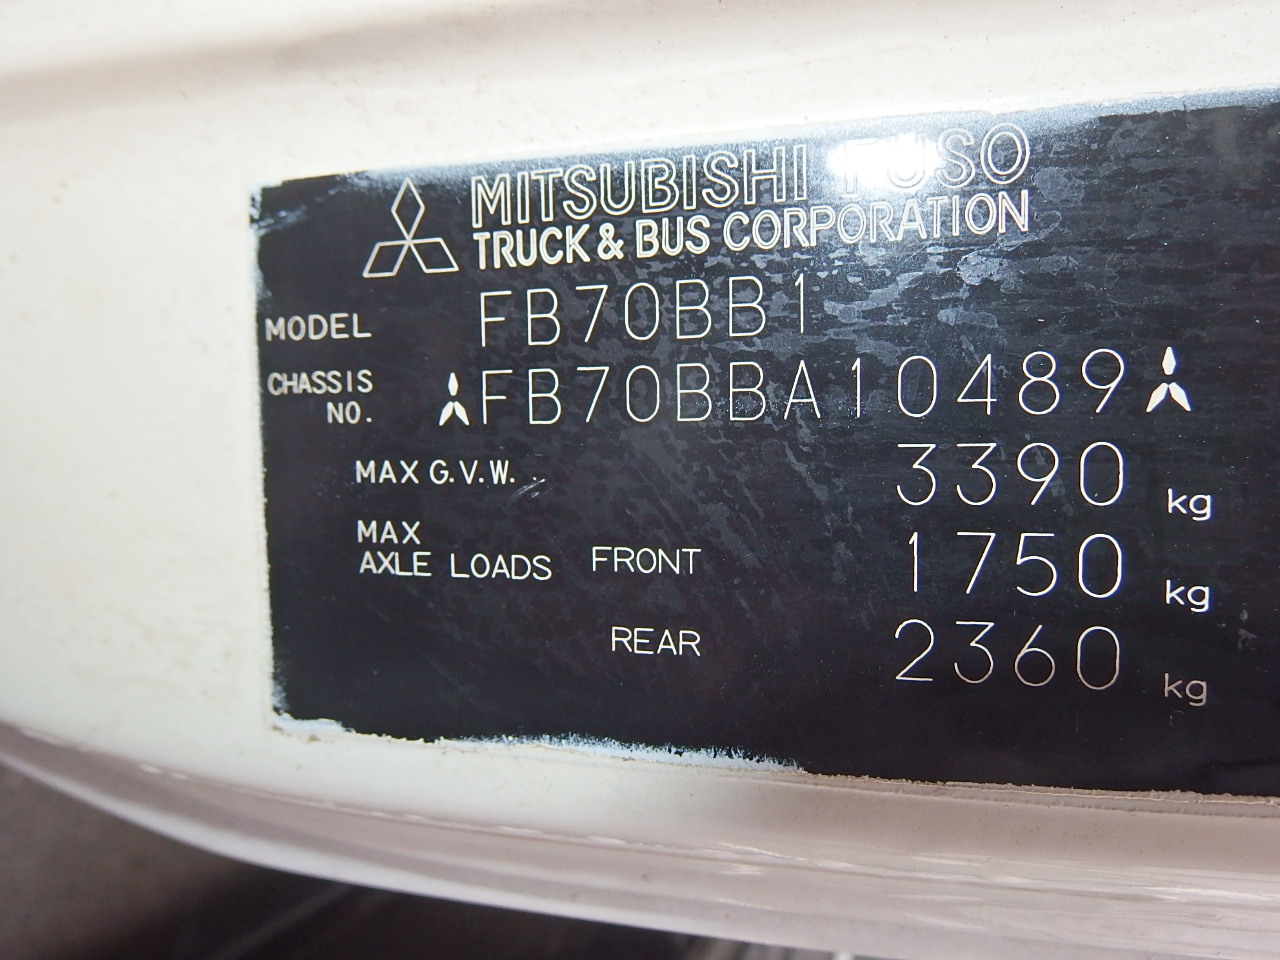 MITSUBISHI FUSO
TRUCK & BUS CORPORATION
MODEL FB70BB1
CHASSIS NO. FB70BBA10489
MAX G.V.W. 3390 kg
MAX AXLE LOADS FRONT 1750 kg
REAR 2360 kg